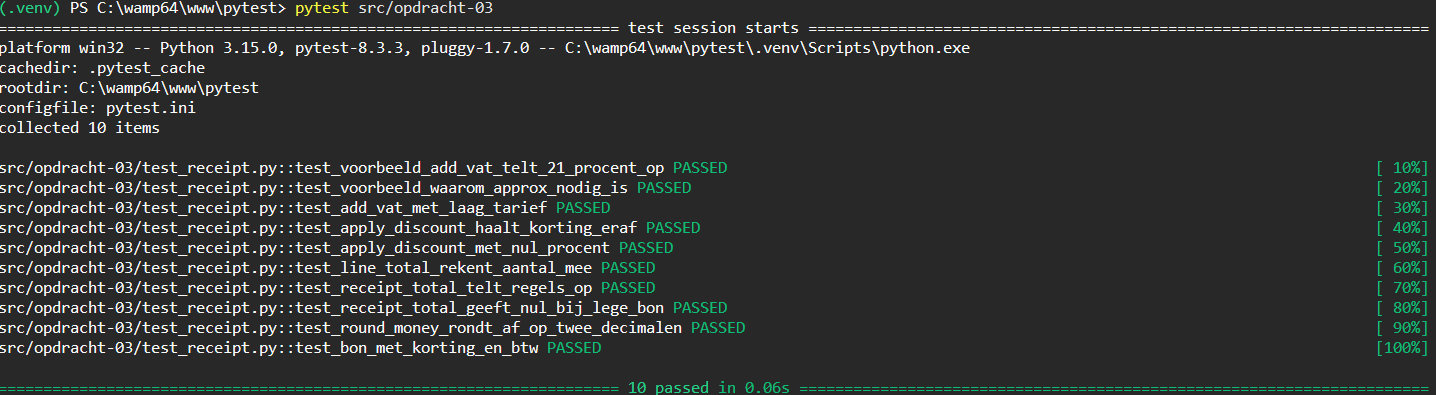 (.venv) PS C:\wamp64\www\pytest> pytest src/opdracht-03
======================================================================= test session starts =======================================================================
platform win32 -- Python 3.15.0, pytest-8.3.3, pluggy-1.7.0 -- C:\wamp64\www\pytest\.venv\Scripts\python.exe
cachedir: .pytest_cache
rootdir: C:\wamp64\www\pytest
configfile: pytest.ini
collected 10 items
src/opdracht-03/test_receipt.py::test_voorbeeld_add_vat_telt_21_procent_op PASSED [ 10%]
src/opdracht-03/test_receipt.py::test_voorbeeld_waarom_approx_nodig_is PASSED [ 20%]
src/opdracht-03/test_receipt.py::test_add_vat_met_laag_tarief PASSED [ 30%]
src/opdracht-03/test_receipt.py::test_apply_discount_haalt_korting_eraf PASSED [ 40%]
src/opdracht-03/test_receipt.py::test_apply_discount_met_nul_procent PASSED [ 50%]
src/opdracht-03/test_receipt.py::test_line_total_rekent_aantal_mee PASSED [ 60%]
src/opdracht-03/test_receipt.py::test_receipt_total_telt_regels_op PASSED [ 70%]
src/opdracht-03/test_receipt.py::test_receipt_total_geeft_nul_bij_lege_bon PASSED [ 80%]
src/opdracht-03/test_receipt.py::test_round_money_rondt_af_op_twee_decimalen PASSED [ 90%]
src/opdracht-03/test_receipt.py::test_bon_met_korting_en_btw PASSED [100%]
======================================================================= 10 passed in 0.06s ========================================================================